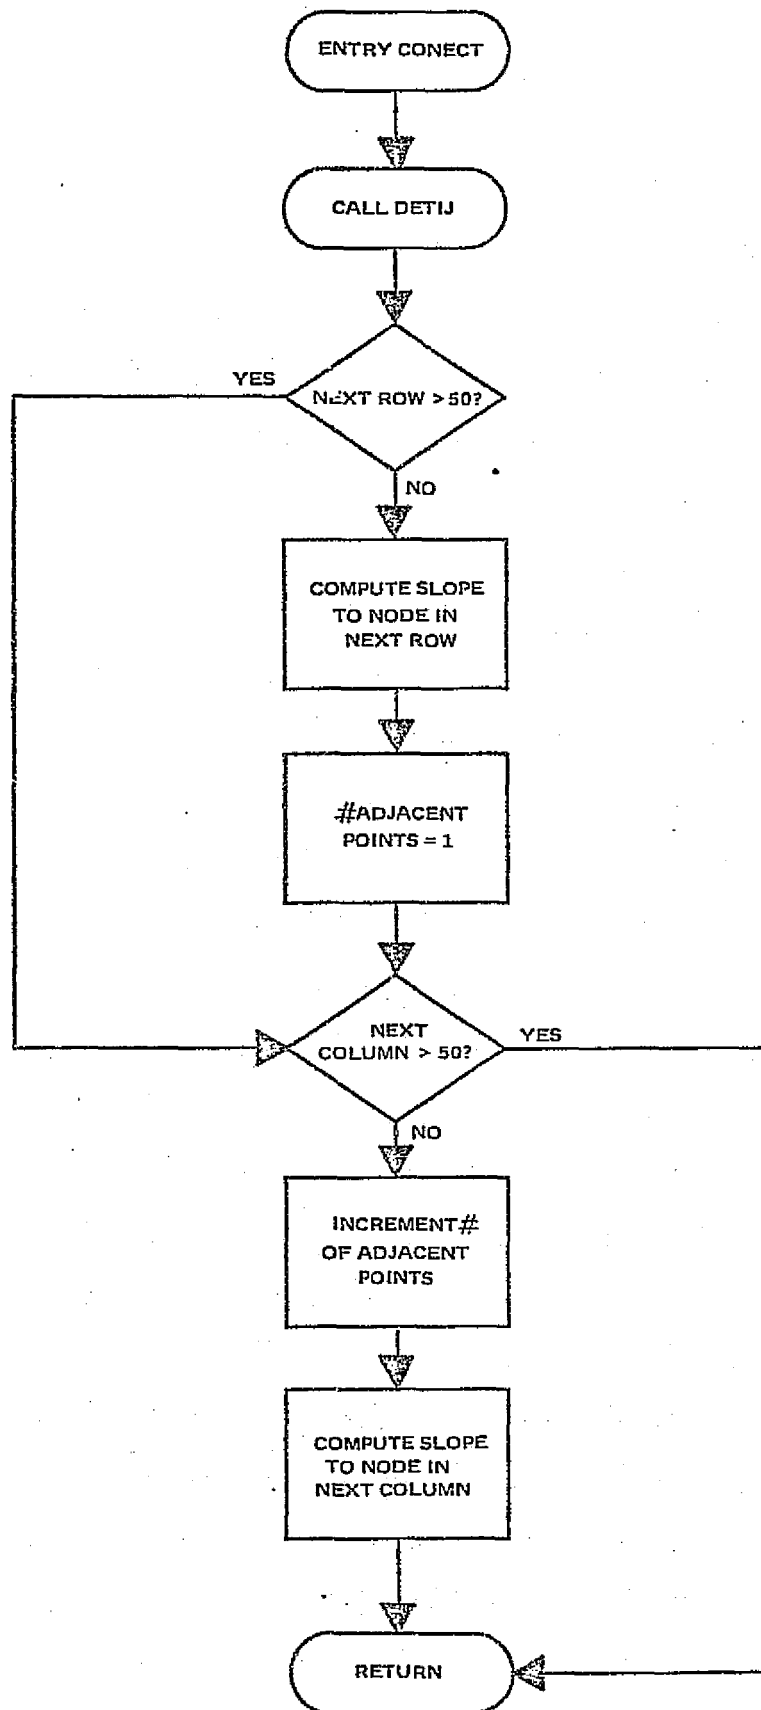 ENTRY CONECT
CALL DETIJ
YES
NEXT ROW > 50?
NO
COMPUTE SLOPE
TO NODE IN
NEXT ROW
#ADJACENT
POINTS = 1
NEXT
COLUMN > 50?
YES
NO
INCREMENT #
OF ADJACENT
POINTS
COMPUTE SLOPE
TO NODE IN
NEXT COLUMN
RETURN